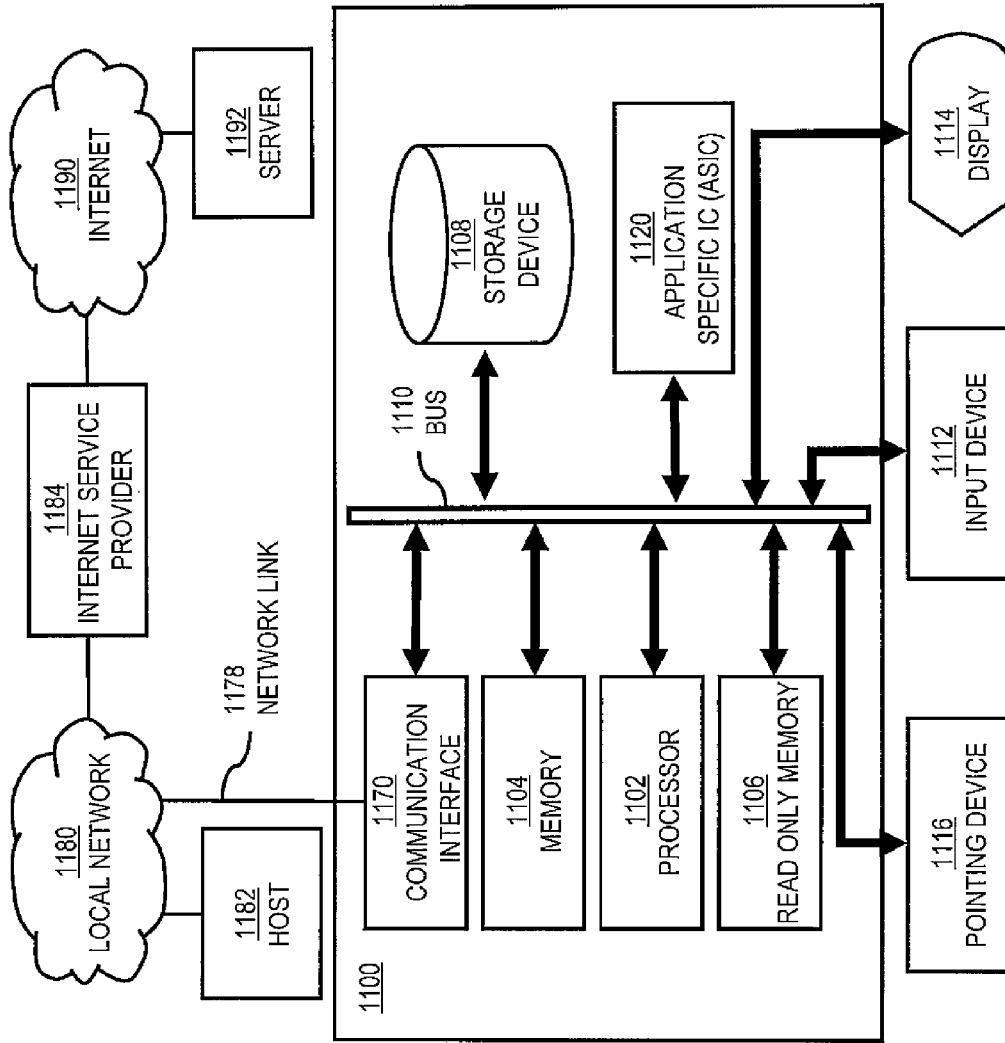 1180
LOCAL NETWORK
1184
INTERNET SERVICE
PROVIDER
1190
INTERNET
1182
HOST
1178
NETWORK LINK
1192
SERVER
1100
1170
COMMUNICATION
INTERFACE
1104
MEMORY
1102
PROCESSOR
1106
READ ONLY MEMORY
1110
BUS
1108
STORAGE
DEVICE
1120
APPLICATION
SPECIFIC IC (ASIC)
1116
POINTING DEVICE
1112
INPUT DEVICE
1114
DISPLAY